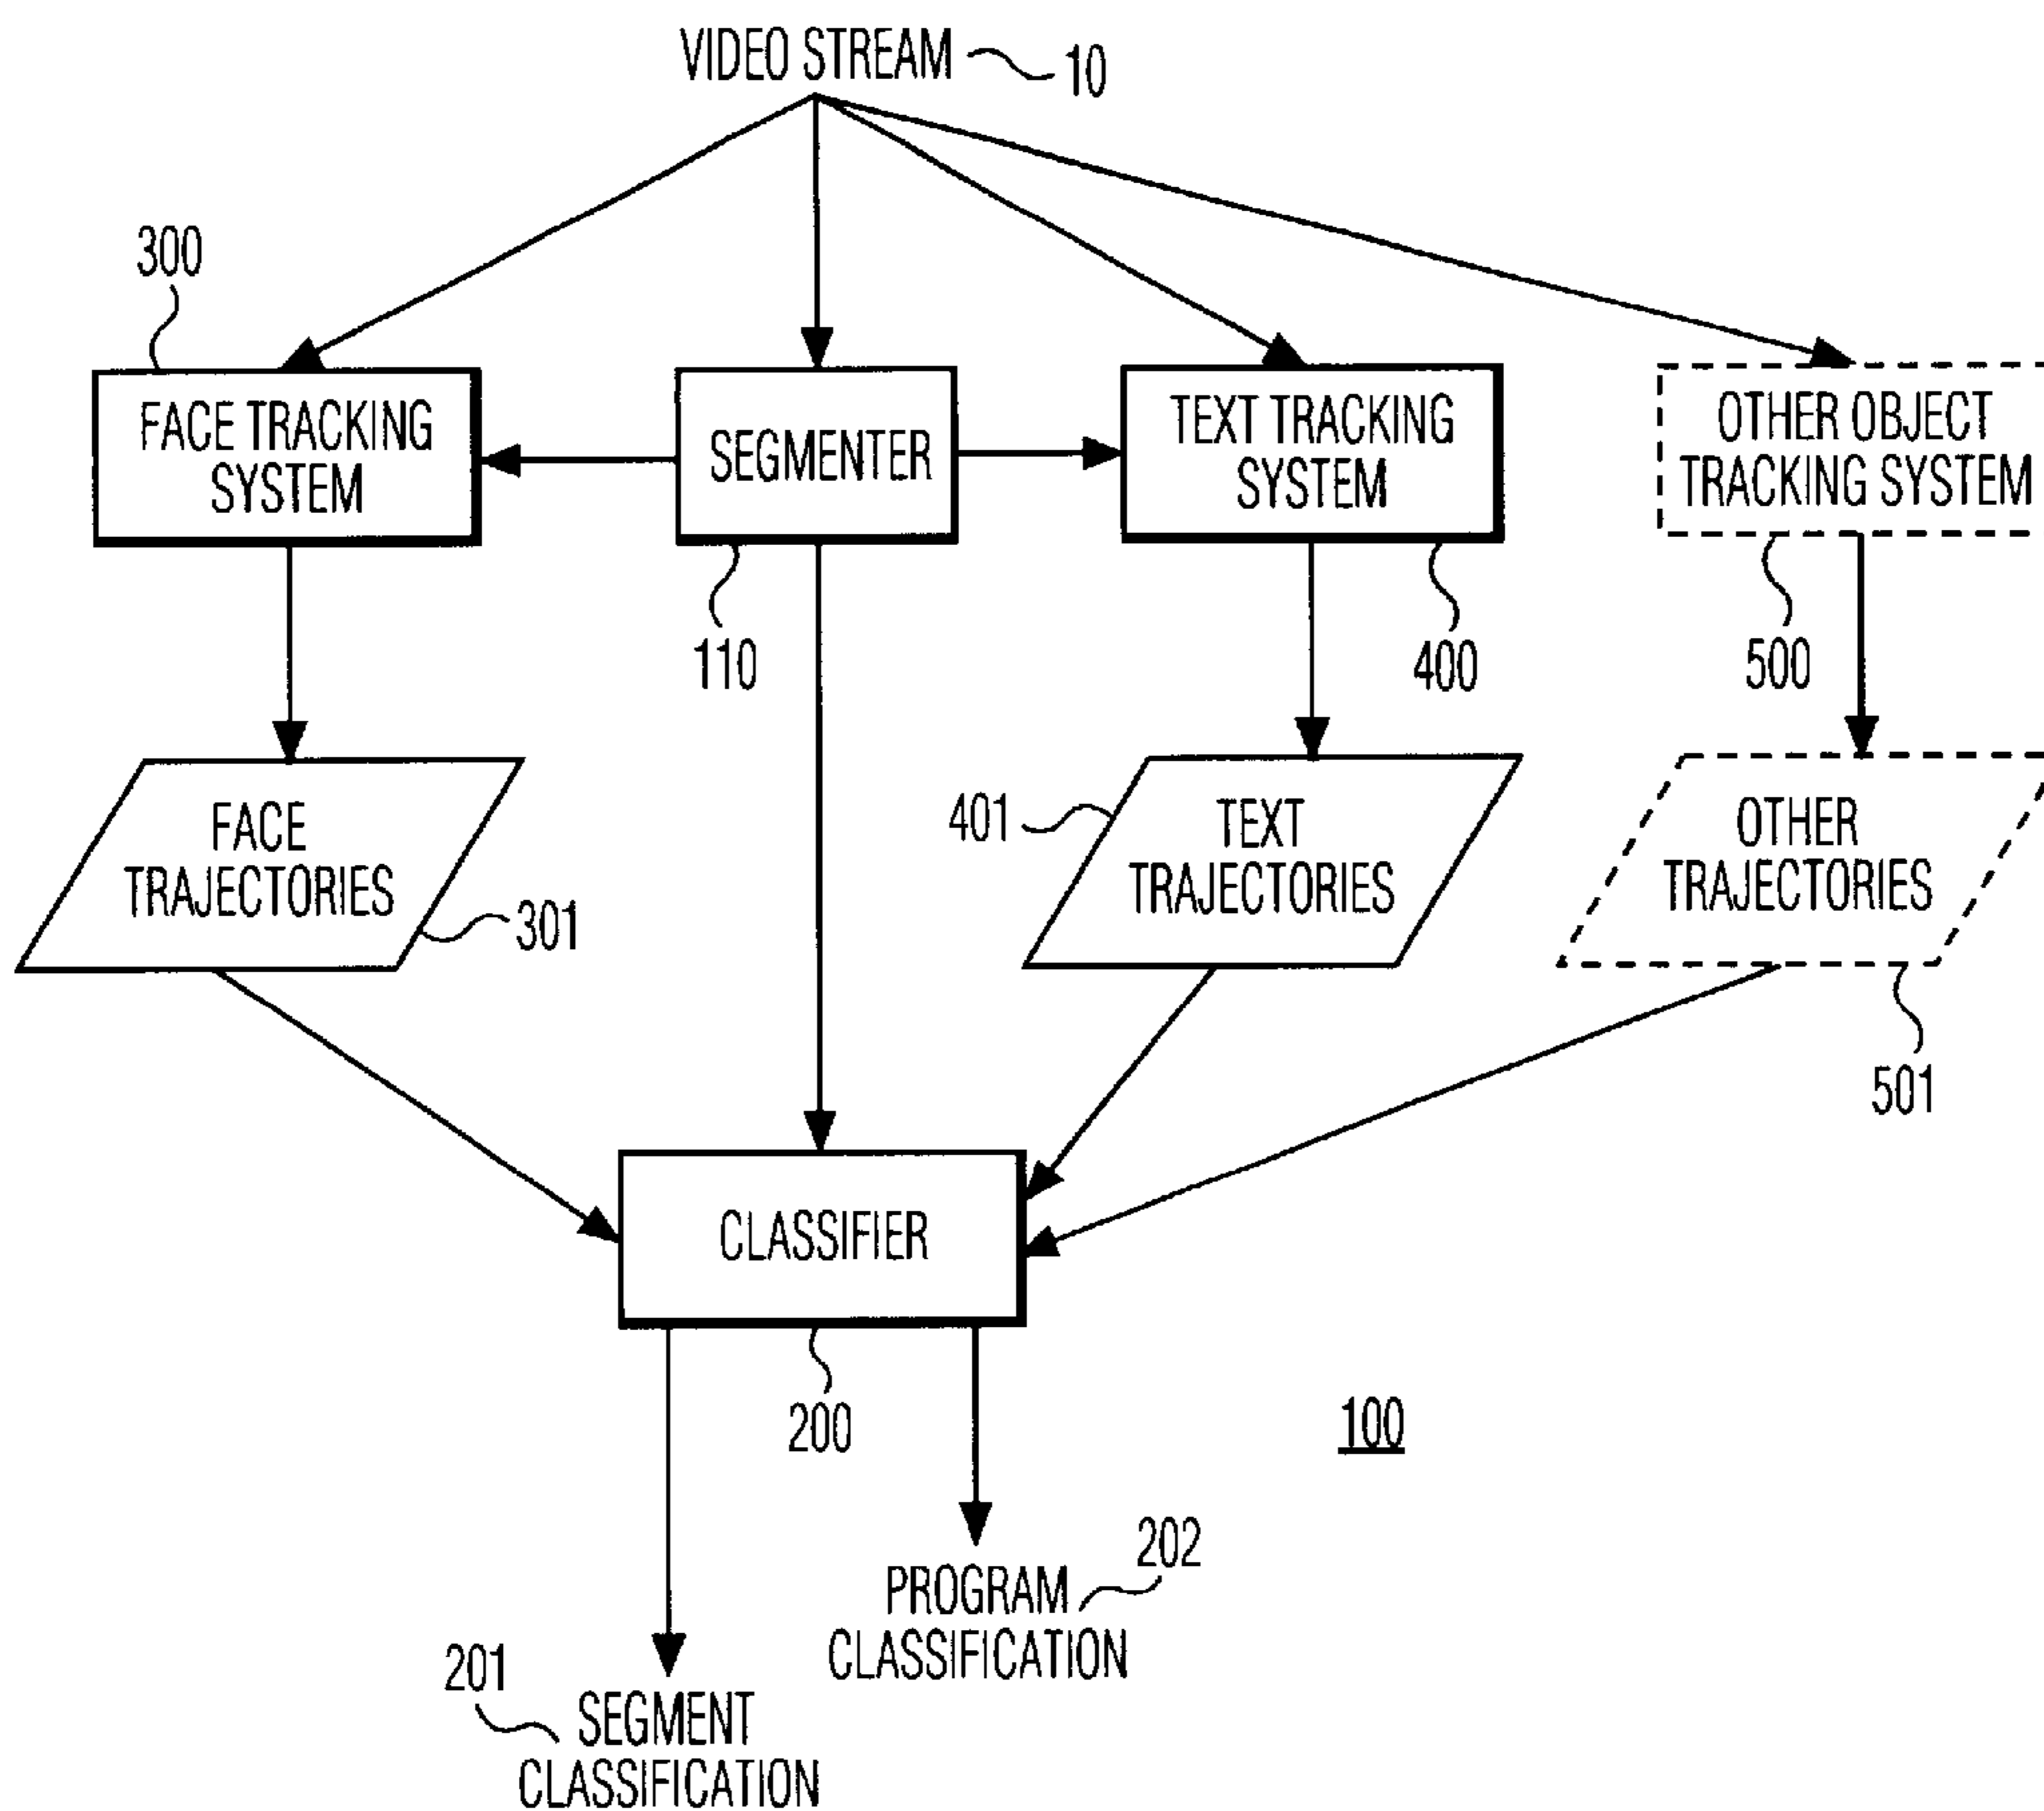 VIDEO STREAM 10
300
FACE TRACKING
SYSTEM
SEGMENTER
TEXT TRACKING
SYSTEM
OTHER OBJECT
TRACKING SYSTEM
110
400
500
FACE
TRAJECTORIES
301
401
TEXT
TRAJECTORIES
OTHER
TRAJECTORIES
501
CLASSIFIER
200
100
202
PROGRAM
CLASSIFICATION
201
SEGMENT
CLASSIFICATION